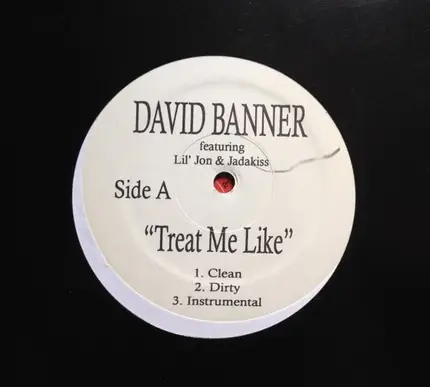 DAVID BANNER
featuring
Lil' Jon & Jadakiss
Side A
"Treat Me Like"
1. Clean
2. Dirty
3. Instrumental